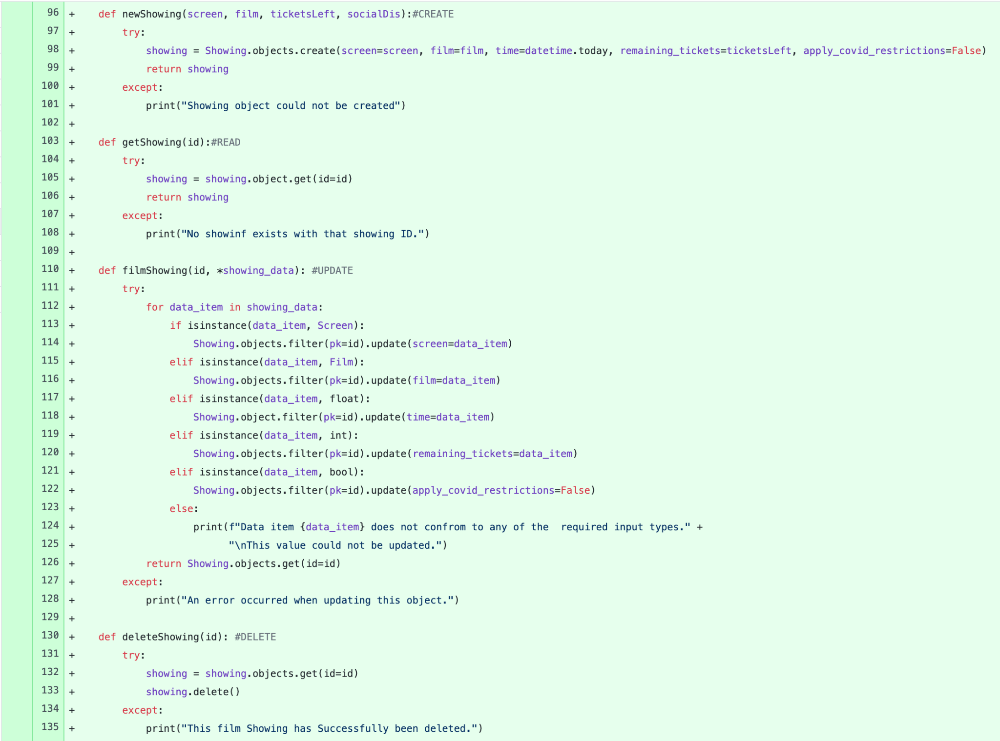 96 +     def newShowing(screen, film, ticketsLeft, socialDis):#CREATE
97 +         try:
98 +             showing = Showing.objects.create(screen=screen, film=film, time=datetime.today, remaining_tickets=ticketsLeft, apply_covid_restrictions=False)
99 +             return showing
100 +         except:
101 +             print("Showing object could not be created")
102 +
103 +     def getShowing(id):#READ
104 +         try:
105 +             showing = showing.object.get(id=id)
106 +             return showing
107 +         except:
108 +             print("No showinf exists with that showing ID.")
109 +
110 +     def filmShowing(id, *showing_data): #UPDATE
111 +         try:
112 +             for data_item in showing_data:
113 +                 if isinstance(data_item, Screen):
114 +                     Showing.objects.filter(pk=id).update(screen=data_item)
115 +                 elif isinstance(data_item, Film):
116 +                     Showing.objects.filter(pk=id).update(film=data_item)
117 +                 elif isinstance(data_item, float):
118 +                     Showing.object.filter(pk=id).update(time=data_item)
119 +                 elif isinstance(data_item, int):
120 +                     Showing.objects.filter(pk=id).update(remaining_tickets=data_item)
121 +                 elif isinstance(data_item, bool):
122 +                     Showing.objects.filter(pk=id).update(apply_covid_restrictions=False)
123 +                 else:
124 +                     print(f"Data item {data_item} does not confrom to any of the  required input types." +
125 +                           "\nThis value could not be updated.")
126 +             return Showing.objects.get(id=id)
127 +         except:
128 +             print("An error occurred when updating this object.")
129 +
130 +     def deleteShowing(id): #DELETE
131 +         try:
132 +             showing = showing.objects.get(id=id)
133 +             showing.delete()
134 +         except:
135 +             print("This film Showing has Successfully been deleted.")